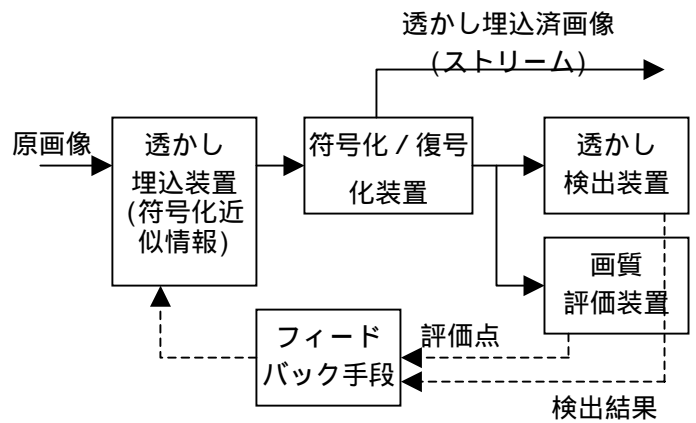 透かし埋込済画像
(ストリーム)
原画像
透かし
埋込装置
(符号化近
似情報)
符号化 / 復号
化装置
透かし
検出装置
画質
評価装置
フィード
バック手段
評価点
検出結果